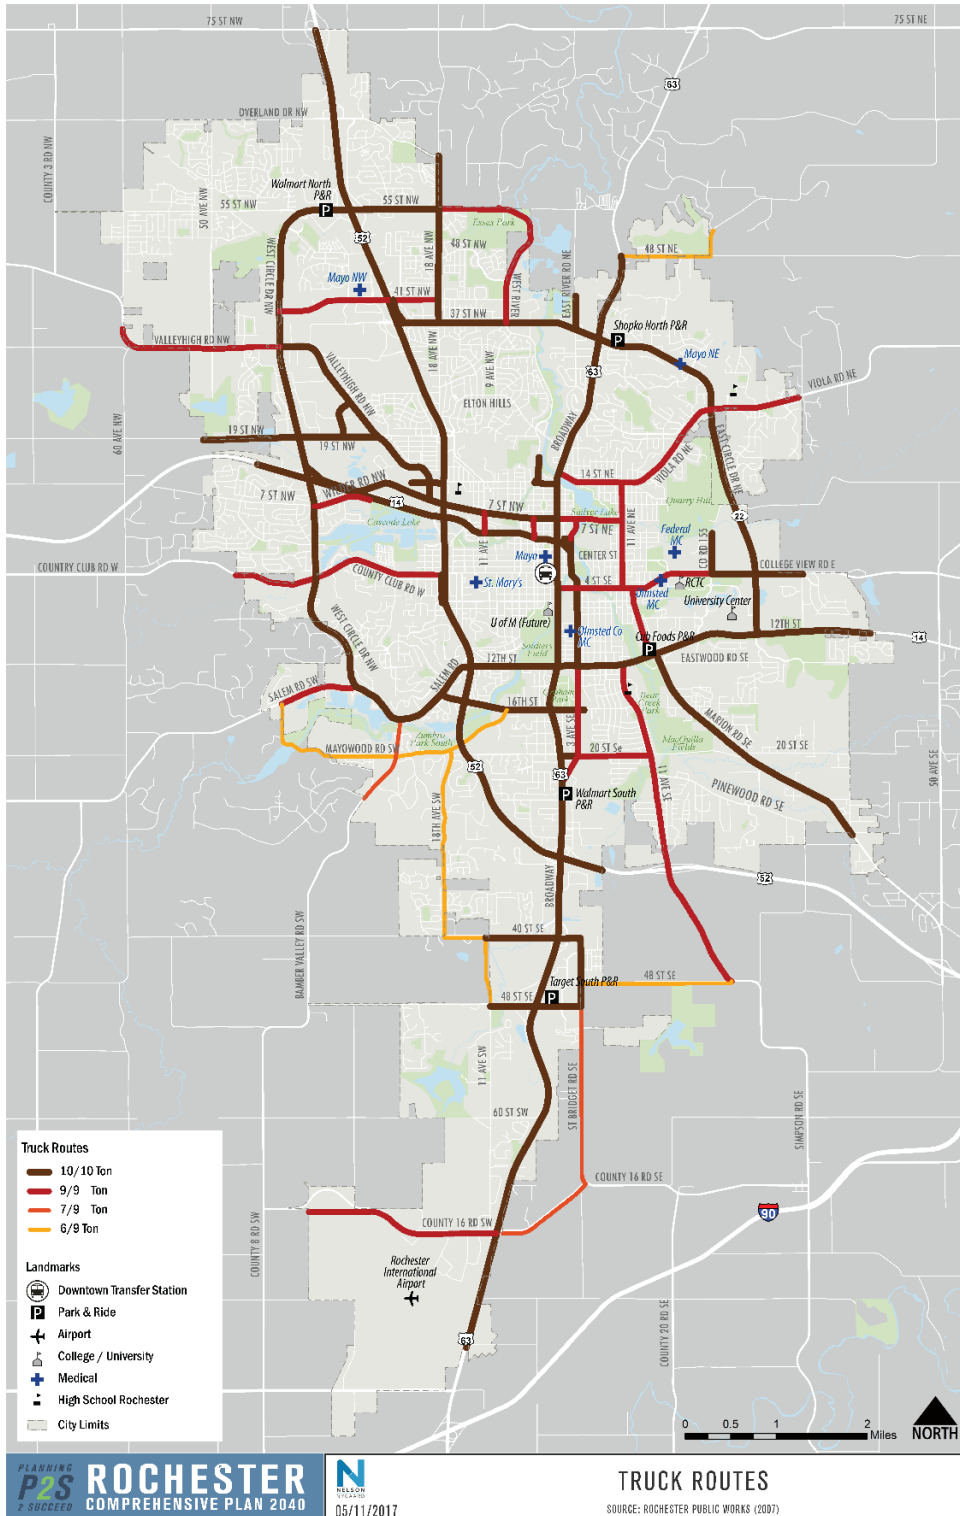 75 ST NW
75 ST NE
63
OVERLAND DR NW
COUNTY 3 RD NW
50 AVE NW
Walmart North
P&R
P
55 ST NW
55 ST NW
52
18 AVE NW
Essex Park
48 ST NW
WEST CIRCLE DR NW
Mayo NW
41 ST NW
WEST RIVER
EAST RIVER RD NE
48 ST NE
37 ST NW
Shopko North P&R
P
VALLEYHIGH RD NW
VALLEYHIGH RD NW
18 AVE NW
9 AVE NW
63
Mayo NE
VIOLA RD NE
60 AVE NW
ELTON HILLS
BROADWAY
EAST CIRCLE DR NE
19 ST NW
19 ST NW
14 ST NE
VIOLA RD NE
7 ST NW
WILDER RD NW
14
7 ST NW
Silver Lake
Quarry Hill
Cascade Lake
11 AVE
7 ST NE
11 AVE NE
22
Federal
MC
CO RD 155
Mayo
CENTER ST
COUNTRY CLUB RD W
COUNTY CLUB RD W
St. Mary's
4 ST SE
COLLEGE VIEW RD E
RCTC
Olmsted
MC
University Center
U of M (Future)
Olmsted Co
MC
Cub Foods P&R
P
12TH ST
14
WEST CIRCLE DR NW
Soldiers
Field
12TH ST
EASTWOOD RD SE
SALEM RD
SALEM RD SW
16TH ST
Bear
Creek
Park
MARION RD SE
Zumbro
Park South
3 AVE SE
MAYOWOOD RD SW
20 ST Se
20 ST SE
50 AVE SE
52
63
11 AVE SE
PINEWOOD RD SE
P
Walmart South
P&R
18TH AVE SW
BROADWAY
52
BAMBER VALLEY RD SW
40 ST SE
Target South P&R
P
48 ST SE
48 ST SE
11 AVE SW
ST BRIDGET RD SE
60 ST SW
SIMPSON RD SE
COUNTY 16 RD SE
90
COUNTY 8 RD SW
COUNTY 16 RD SW
Rochester
International
Airport
63
COUNTY 20 RD SE
Truck Routes
10/10 Ton
9/9 Ton
7/9 Ton
6/9 Ton
Landmarks
Downtown Transfer Station
P Park & Ride
Airport
College / University
Medical
High School Rochester
City Limits
0 0.5 1 2
Miles
NORTH
PLANNING
P2S
2 SUCCEED
ROCHESTER
COMPREHENSIVE PLAN 2040
N
NELSON
NYGAARD
05/11/2017
TRUCK ROUTES
SOURCE: ROCHESTER PUBLIC WORKS (2007)